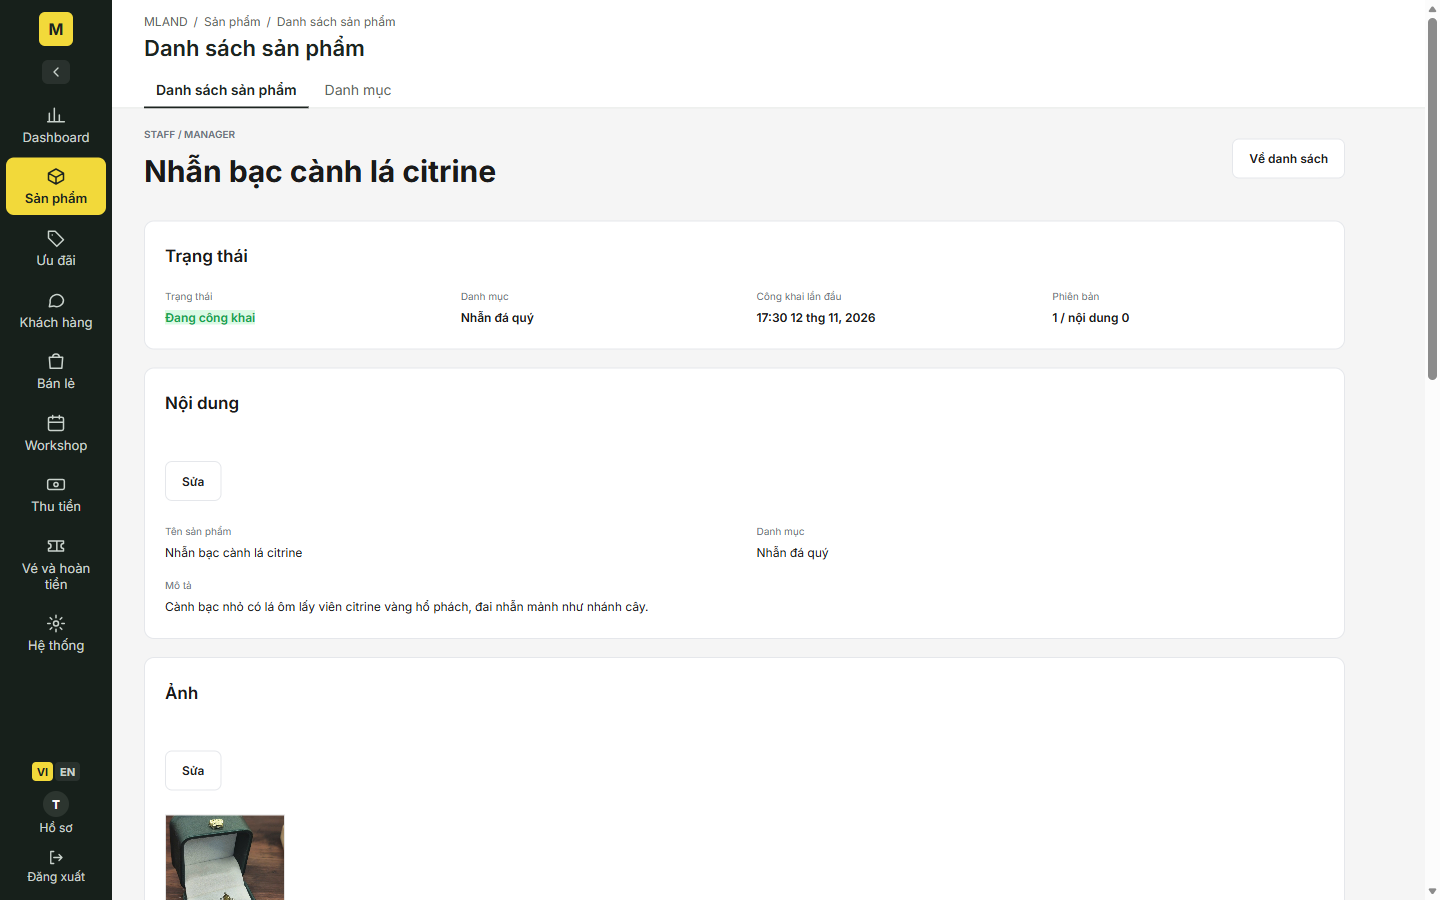 M
Dashboard
Sản phẩm
Ưu đãi
Khách hàng
Bán lẻ
Workshop
Thu tiền
Vé và hoàn
tiền
Hệ thống
VI EN
T
Hồ sơ
Đăng xuất
MLAND / Sản phẩm / Danh sách sản phẩm
Danh sách sản phẩm
Danh sách sản phẩm Danh mục
STAFF / MANAGER
Nhẫn bạc cành lá citrine
Về danh sách
Trạng thái
Trạng thái Danh mục Công khai lần đầu Phiên bản
Đang công khai Nhẫn đá quý 17:30 12 thg 11, 2026 1 / nội dung 0
Nội dung
Sửa
Tên sản phẩm Danh mục
Nhẫn bạc cành lá citrine Nhẫn đá quý
Mô tả
Cành bạc nhỏ có lá ôm lấy viên citrine vàng hổ phách, đai nhẫn mảnh như nhánh cây.
Ảnh
Sửa